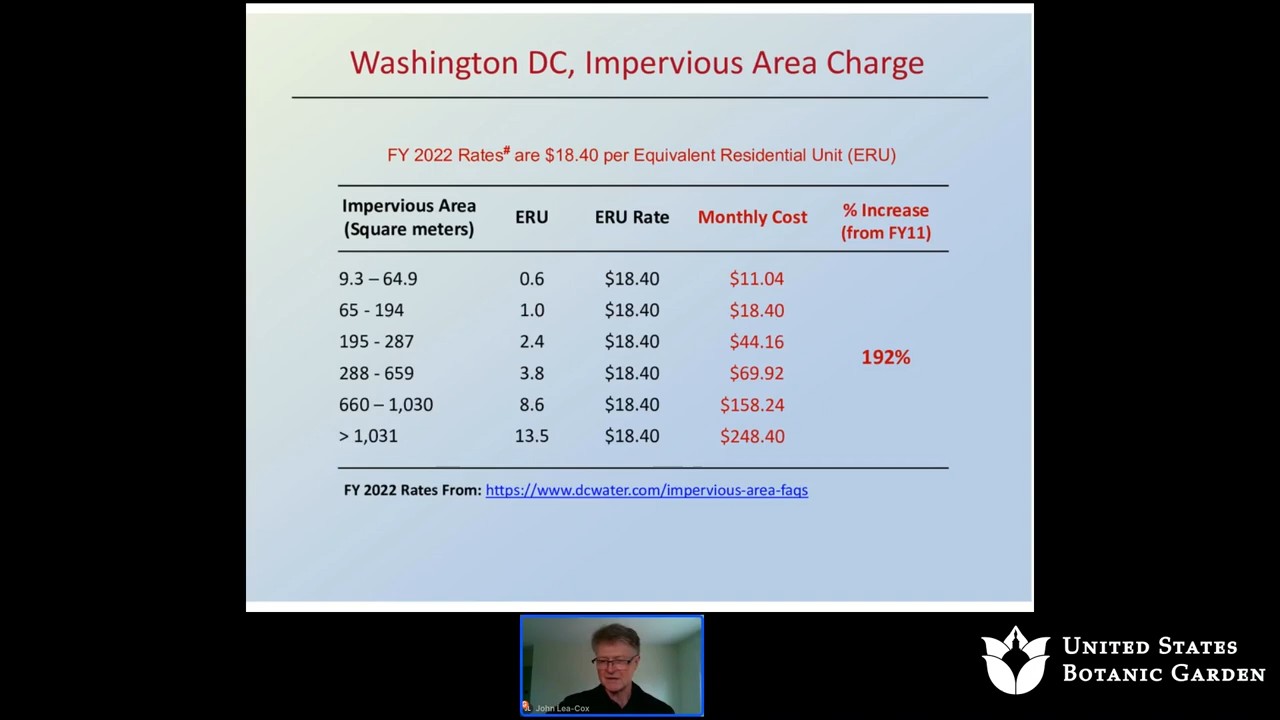 Washington DC, Impervious Area Charge
FY 2022 Rates# are $18.40 per Equivalent Residential Unit (ERU)
Impervious Area (Square meters) ERU ERU Rate Monthly Cost % Increase (from FY11)
9.3 – 64.9 0.6 $18.40 $11.04
65 - 194 1.0 $18.40 $18.40
195 - 287 2.4 $18.40 $44.16
288 - 659 3.8 $18.40 $69.92
192%
660 – 1,030 8.6 $18.40 $158.24
> 1,031 13.5 $18.40 $248.40
FY 2022 Rates From: https://www.dcwater.com/impervious-area-faqs
John Lea-Cox
UNITED STATES
BOTANIC GARDEN